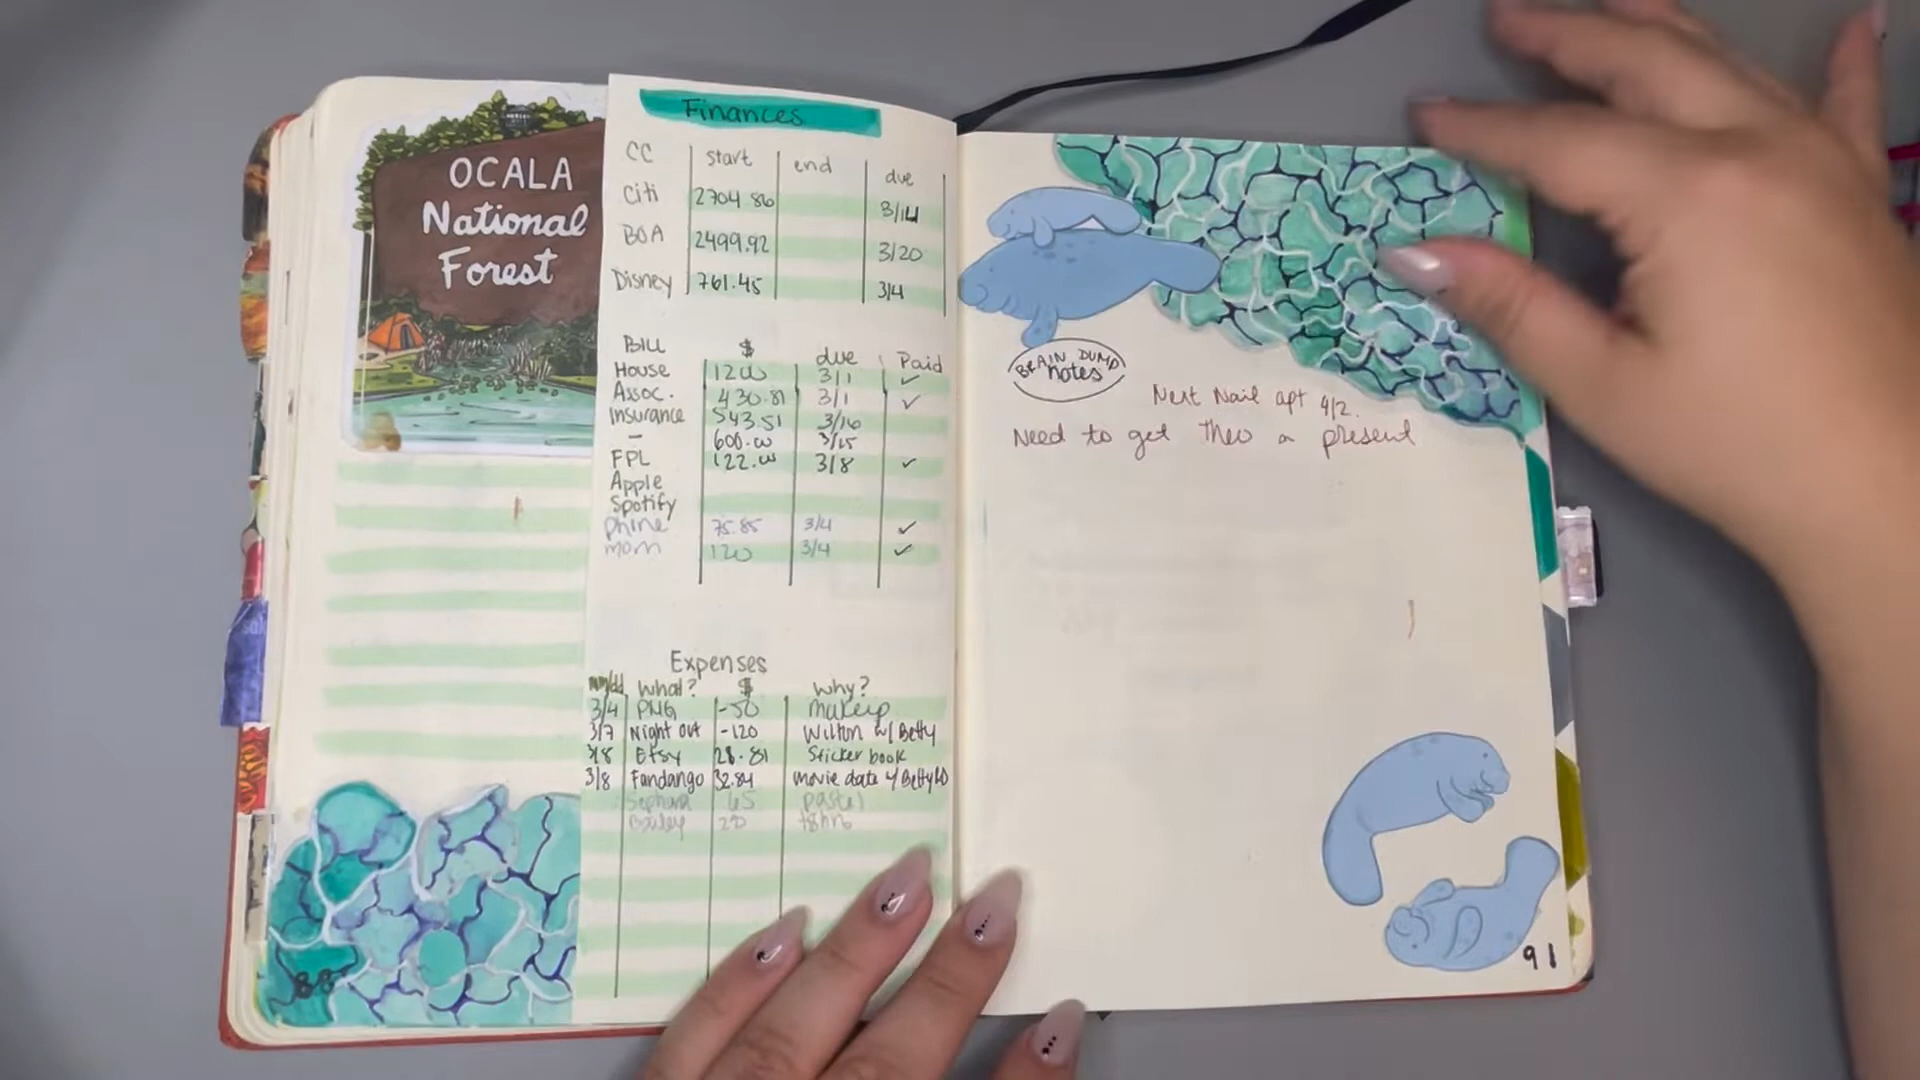 OCALA
National
Forest
88
Finances
CC start end due
Citi 2704.86 3/14
BOA 2499.92 3/20
Disney 761.45 3/4
Bill $ due Paid
House 1200 3/1 ✓
Assoc. 430.81 3/1 ✓
Insurance 543.51 3/16
– 600.00 3/15
FPL 122.00 3/8 ✓
Apple
Spotify
phone 75.85 3/4 ✓
mom 120 3/4 ✓
Expenses
mm/dd What? $ Why?
3/4 PMG -50 makeup
3/7 Night Out -120 Wilton w/ Betty
3/8 Etsy 28.81 Sticker book
3/8 Fandango 32.84 movie date w/ Betty
Sephora 65 pastel
20
BRAIN DUMP
notes
Next Nail apt 4/2.
Need to get Theo a present
91